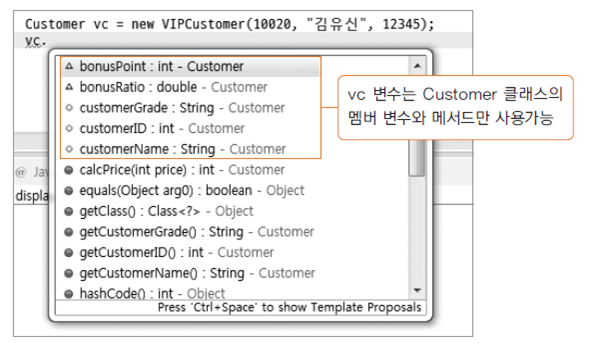 Customer vc = new VIPCustomer(10020, "김유신", 12345);
vc.
bonusPoint : int - Customer
bonusRatio : double - Customer
customerGrade : String - Customer
customerID : int - Customer
customerName : String - Customer
calcPrice(int price) : int - Customer
equals(Object arg0) : boolean - Object
getClass() : Class<?> - Object
getCustomerGrade() : String - Customer
getCustomerID() : int - Customer
getCustomerName() : String - Customer
hashCode() : int - Object
Press 'Ctrl+Space' to show Template Proposals
vc 변수는 Customer 클래스의
멤버 변수와 메서드만 사용가능
@ Jav
displa